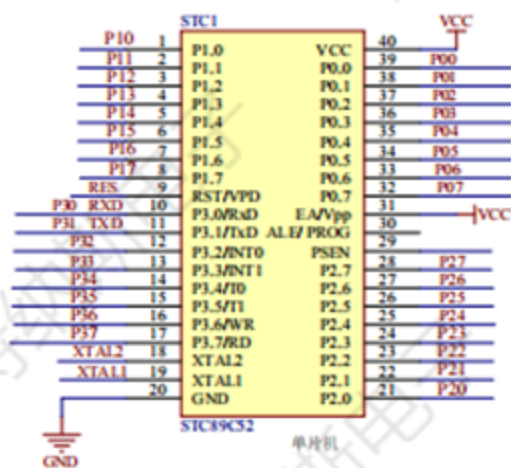 STC1
VCC
P10 1 P1.0 VCC 40
P11 2 P1.1 P0.0 39 P00
P12 3 P1.2 P0.1 38 P01
P13 4 P1.3 P0.2 37 P02
P14 5 P1.4 P0.3 36 P03
P15 6 P1.5 P0.4 35 P04
P16 7 P1.6 P0.5 34 P05
P17 8 P1.7 P0.6 33 P06
RES 9 RST/VPD P0.7 32 P07
P30 RXD 10 P3.0/RxD EA/Vpp 31 VCC
P31 TXD 11 P3.1/TxD ALE/PROG 30
P32 12 P3.2/INT0 PSEN 29
P33 13 P3.3/INT1 P2.7 28 P27
P34 14 P3.4/T0 P2.6 27 P26
P35 15 P3.5/T1 P2.5 26 P25
P36 16 P3.6/WR P2.4 25 P24
P37 17 P3.7/RD P2.3 24 P23
XTAL2 18 XTAL2 P2.2 23 P22
XTAL1 19 XTAL1 P2.1 22 P21
20 GND P2.0 21 P20
STC89C52
单片机
GND